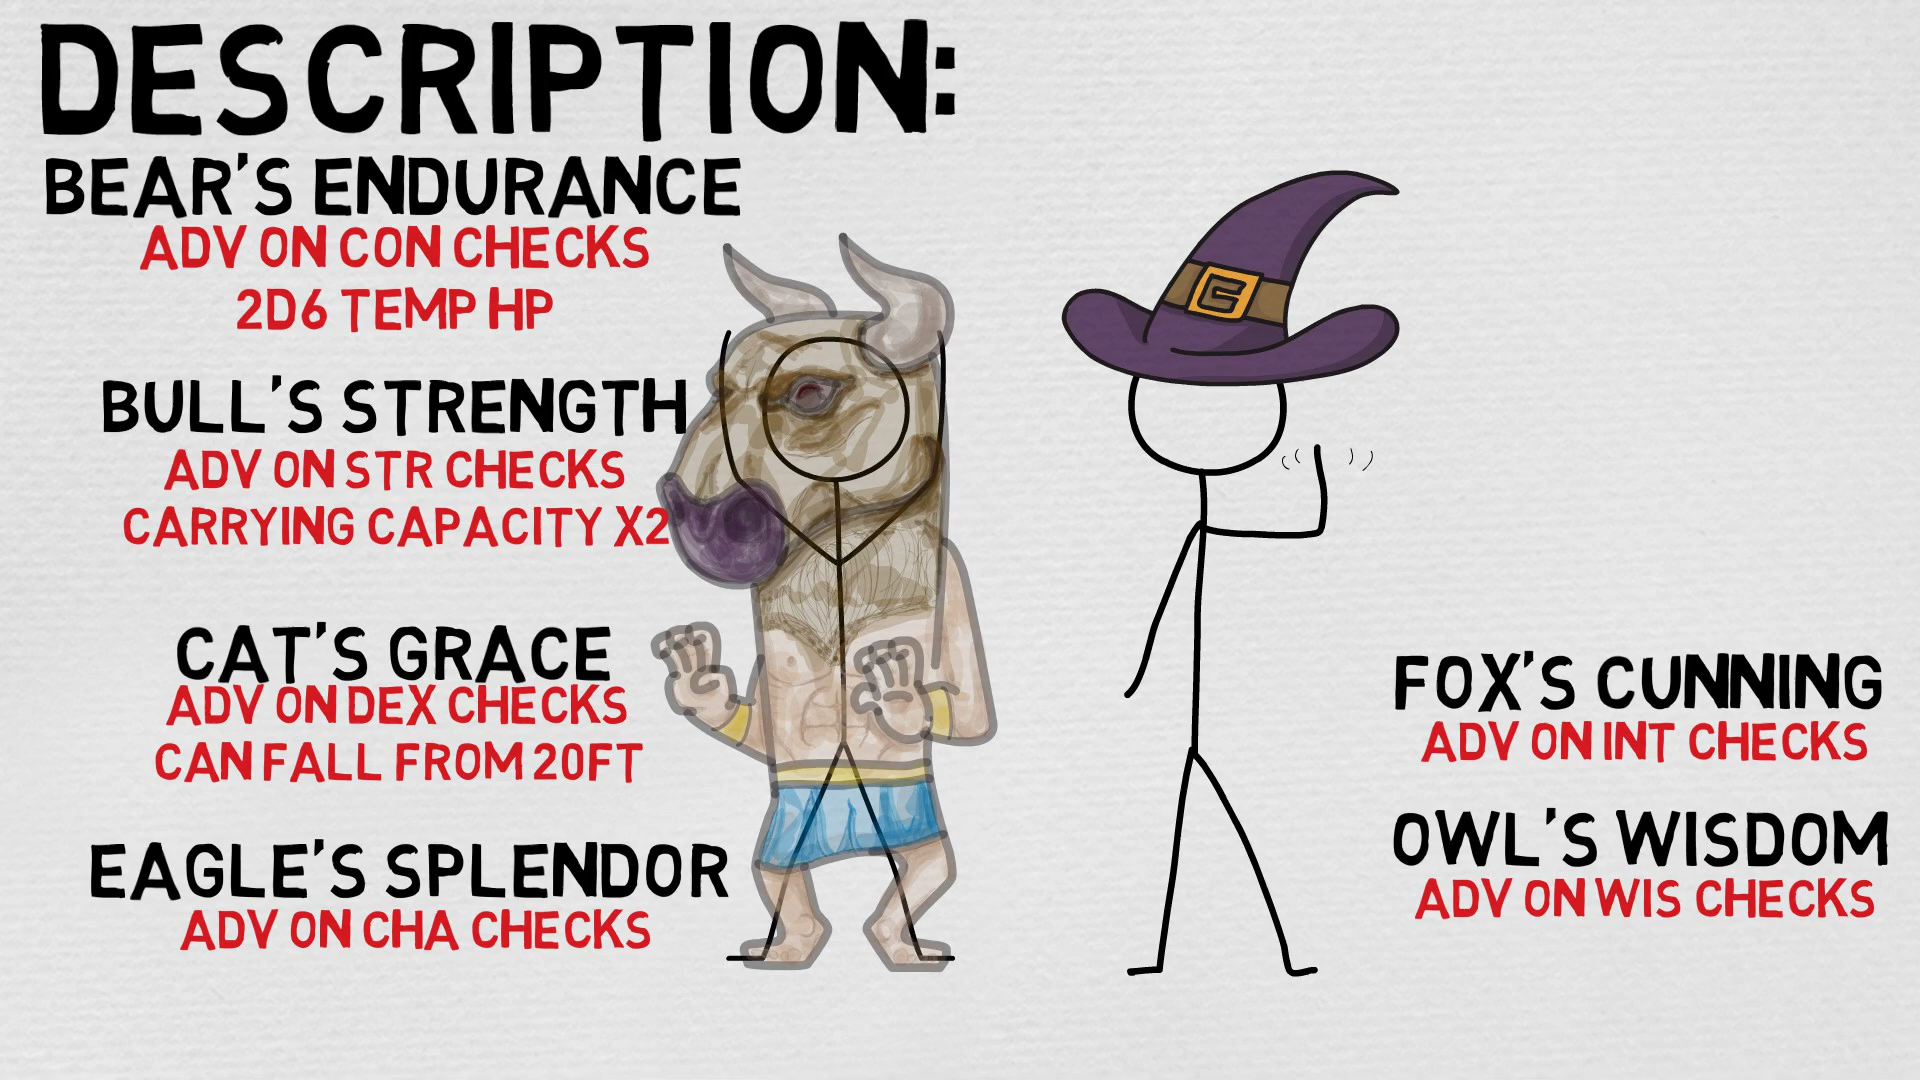 DESCRIPTION:
BEAR'S ENDURANCE
ADV ON CON CHECKS
2D6 TEMP HP
BULL'S STRENGTH
ADV ON STR CHECKS
CARRYING CAPACITY X2
CAT'S GRACE
ADV ON DEX CHECKS
CAN FALL FROM 20FT
EAGLE'S SPLENDOR
ADV ON CHA CHECKS
FOX'S CUNNING
ADV ON INT CHECKS
OWL'S WISDOM
ADV ON WIS CHECKS